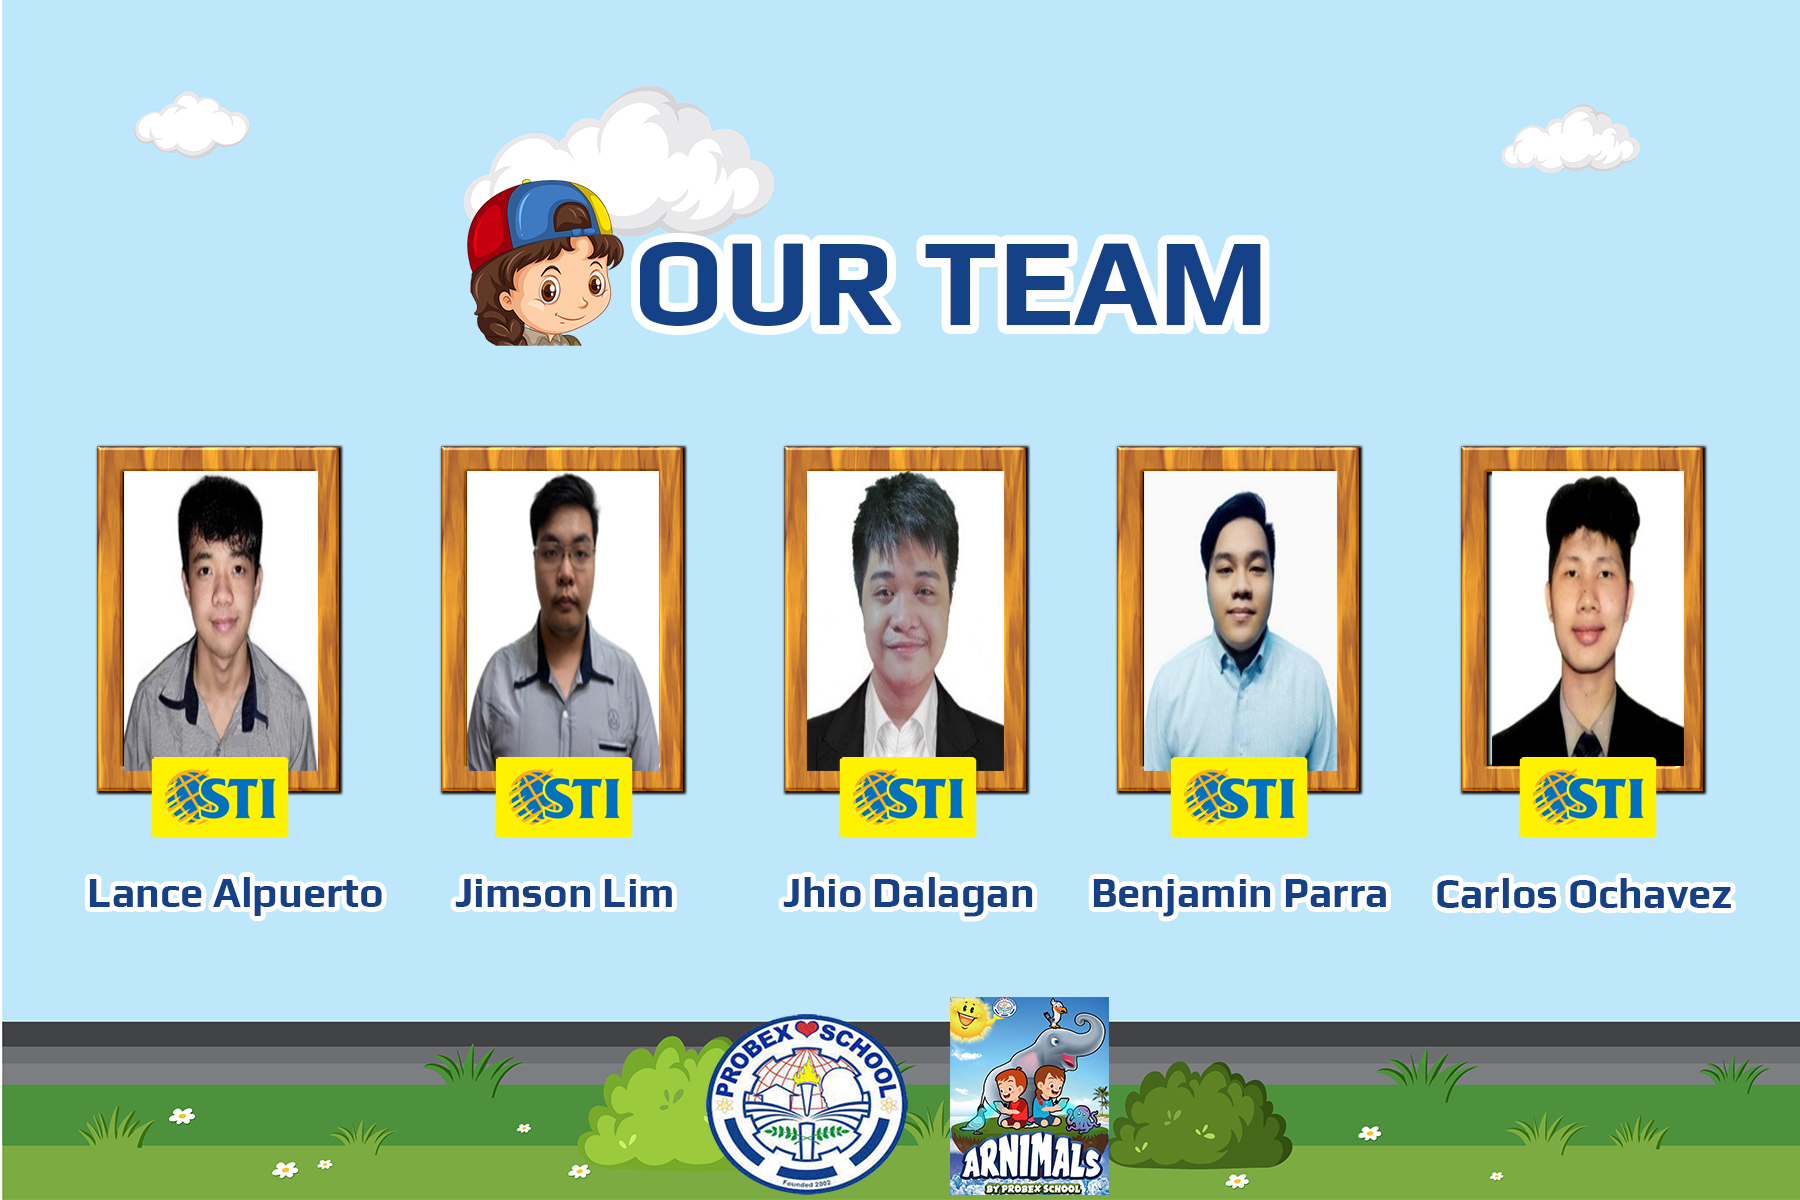 OUR TEAM
STI
STI
STI
STI
STI
Lance Alpuerto
Jimson Lim
Jhio Dalagan
Benjamin Parra
Carlos Ochavez
PROBEX SCHOOL
Founded 2002
ARNIMALS
BY PROBEX SCHOOL